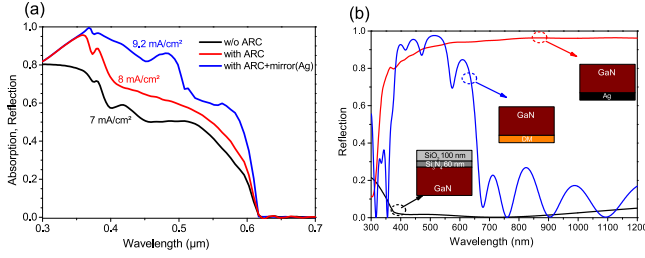 (a)
(b)
1.0
0.8
0.6
0.4
0.2
0.0
0.3
0.4
0.5
0.6
0.7
Absorption, Reflection
Wavelength (μm)
9.2 mA/cm²
8 mA/cm²
7 mA/cm²
w/o ARC
with ARC
with ARC+mirror(Ag)
1.0
0.8
0.6
0.4
0.2
0.0
300
400
500
600
700
800
900
1000
1100
1200
Reflection
Wavelength (nm)
GaN
Ag
GaN
DM
SiO₂ 100 nm
Si₃N₄ 60 nm
GaN